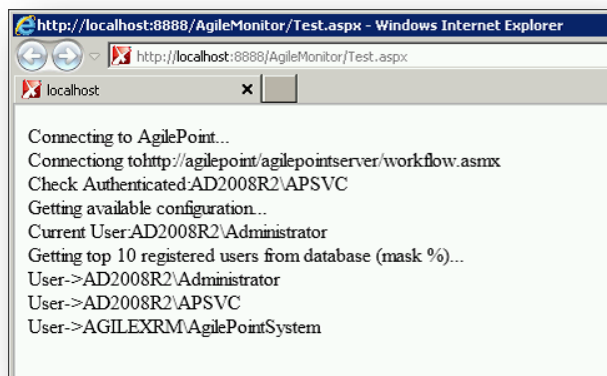 http://localhost:8888/AgileMonitor/Test.aspx - Windows Internet Explorer
http://localhost:8888/AgileMonitor/Test.aspx
localhost
Connecting to AgilePoint...
Connectiong tohttp://agilepoint/agilepointserver/workflow.asmx
Check Authenticated:AD2008R2\APSVC
Getting available configuration...
Current User:AD2008R2\Administrator
Getting top 10 registered users from database (mask %)...
User->AD2008R2\Administrator
User->AD2008R2\APSVC
User->AGILEXRM\AgilePointSystem